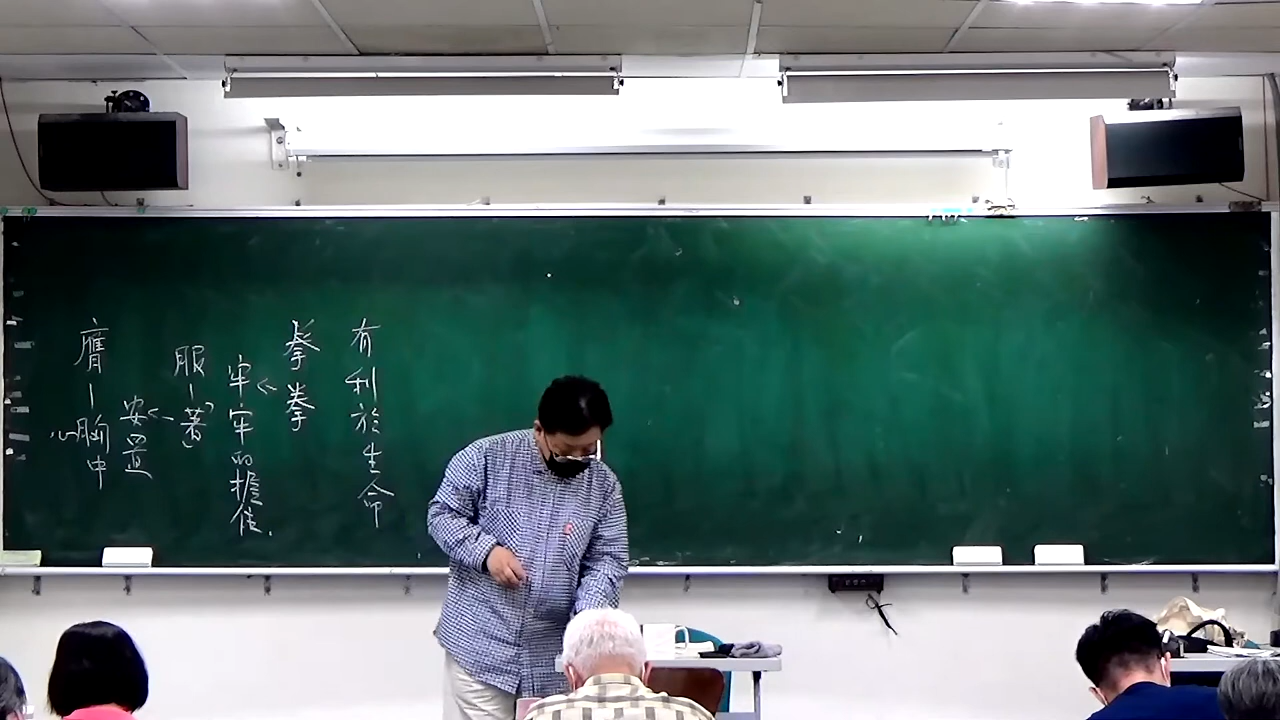 有利於生命
拳拳
牢牢的握住.
服－「著」
安置
膺－胸中
心